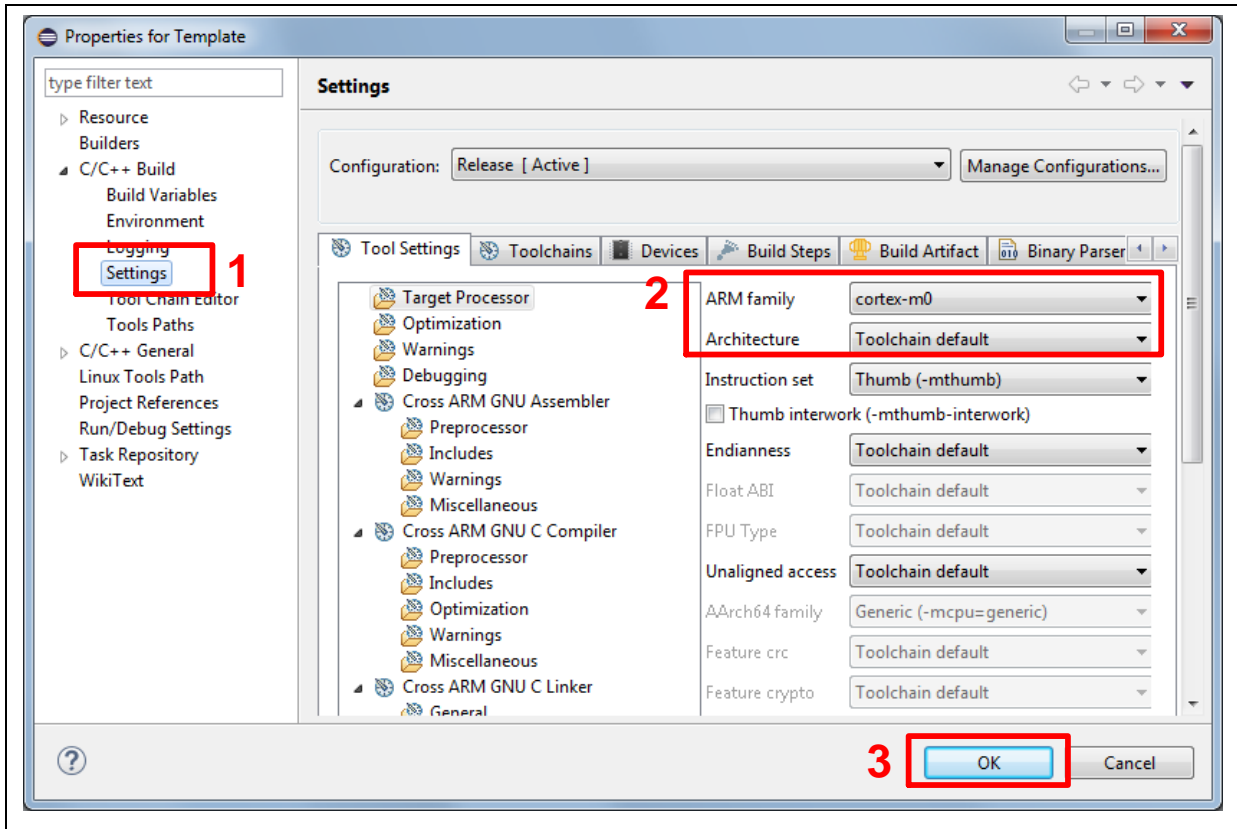 Properties for Template
type filter text
Resource
Builders
C/C++ Build
Build Variables
Environment
Logging
Settings
Tool Chain Editor
Tools Paths
C/C++ General
Linux Tools Path
Project References
Run/Debug Settings
Task Repository
WikiText
1
Settings
Configuration: Release [ Active ] Manage Configurations...
Tool Settings Toolchains Devices Build Steps Build Artifact Binary Parser
Target Processor
Optimization
Warnings
Debugging
Cross ARM GNU Assembler
Preprocessor
Includes
Warnings
Miscellaneous
Cross ARM GNU C Compiler
Preprocessor
Includes
Optimization
Warnings
Miscellaneous
Cross ARM GNU C Linker
General
2
ARM family cortex-m0
Architecture Toolchain default
Instruction set Thumb (-mthumb)
Thumb interwork (-mthumb-interwork)
Endianness Toolchain default
Float ABI Toolchain default
FPU Type Toolchain default
Unaligned access Toolchain default
AArch64 family Generic (-mcpu=generic)
Feature crc Toolchain default
Feature crypto Toolchain default
3
OK Cancel